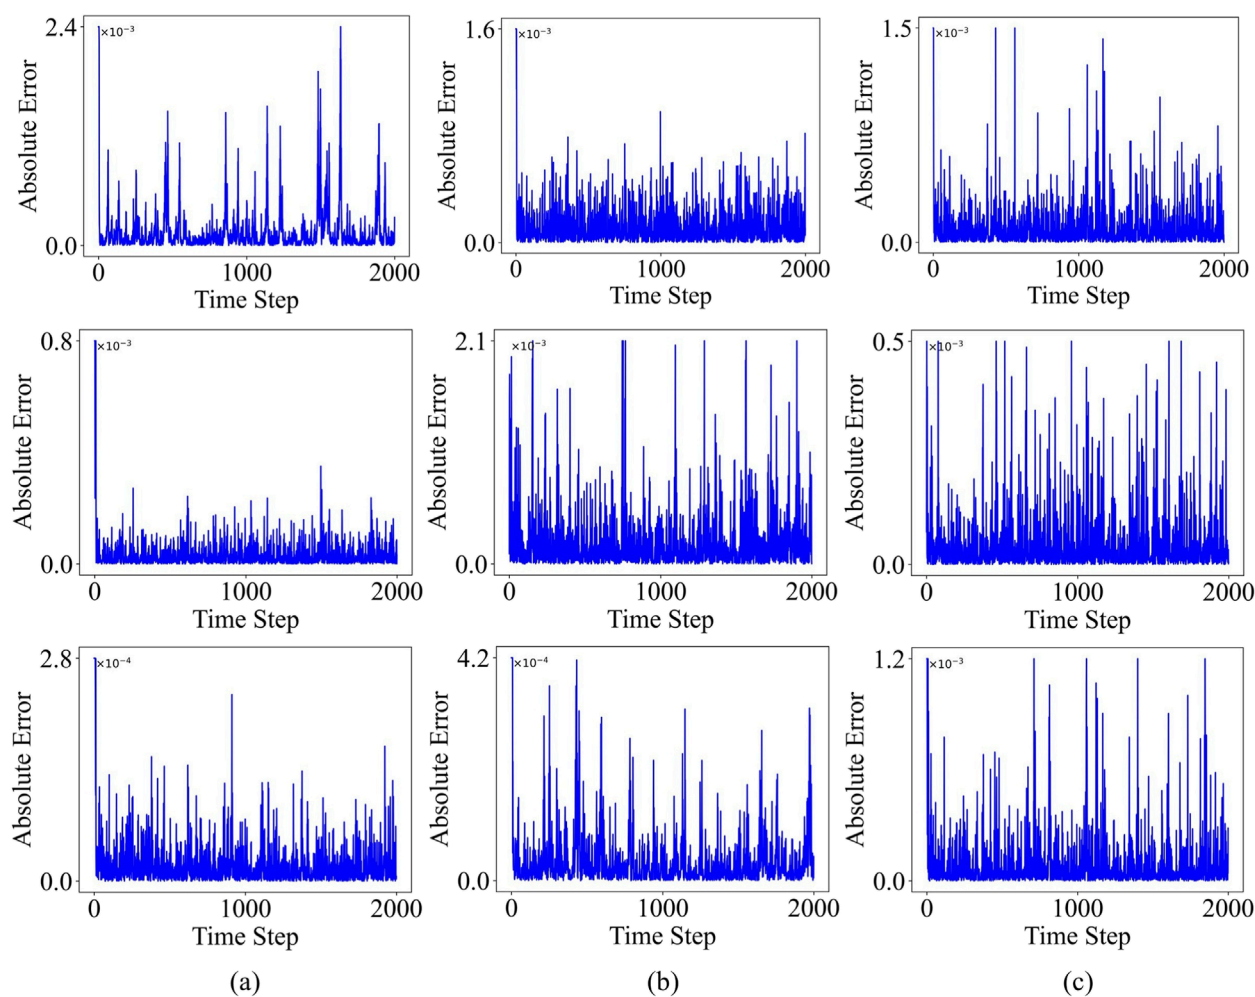 2.4
×10⁻³
Absolute Error
0.0
0
1000
2000
Time Step
1.6
×10⁻³
Absolute Error
0.0
0
1000
2000
Time Step
1.5
×10⁻³
Absolute Error
0.0
0
1000
2000
Time Step
0.8
×10⁻³
Absolute Error
0.0
0
1000
2000
Time Step
2.1
×10⁻³
Absolute Error
0.0
0
1000
2000
Time Step
0.5
×10⁻³
Absolute Error
0.0
0
1000
2000
Time Step
2.8
×10⁻⁴
Absolute Error
0.0
0
1000
2000
Time Step
4.2
×10⁻⁴
Absolute Error
0.0
0
1000
2000
Time Step
1.2
×10⁻³
Absolute Error
0.0
0
1000
2000
Time Step
(a)
(b)
(c)